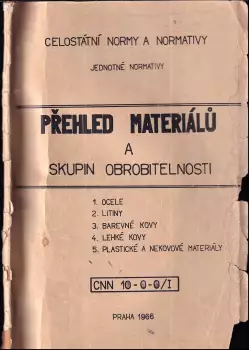 CELOSTÁTNÍ NORMY A NORMATIVY
JEDNOTNÉ NORMATIVY
PŘEHLED MATERIÁLŮ
A
SKUPIN OBROBITELNOSTI
1. OCELE
2. LITINY
3. BAREVNÉ KOVY
4. LEHKÉ KOVY
5. PLASTICKÉ A NEKOVOVÉ MATERIÁLY
CNN 10-0-0/I
PRAHA 1966